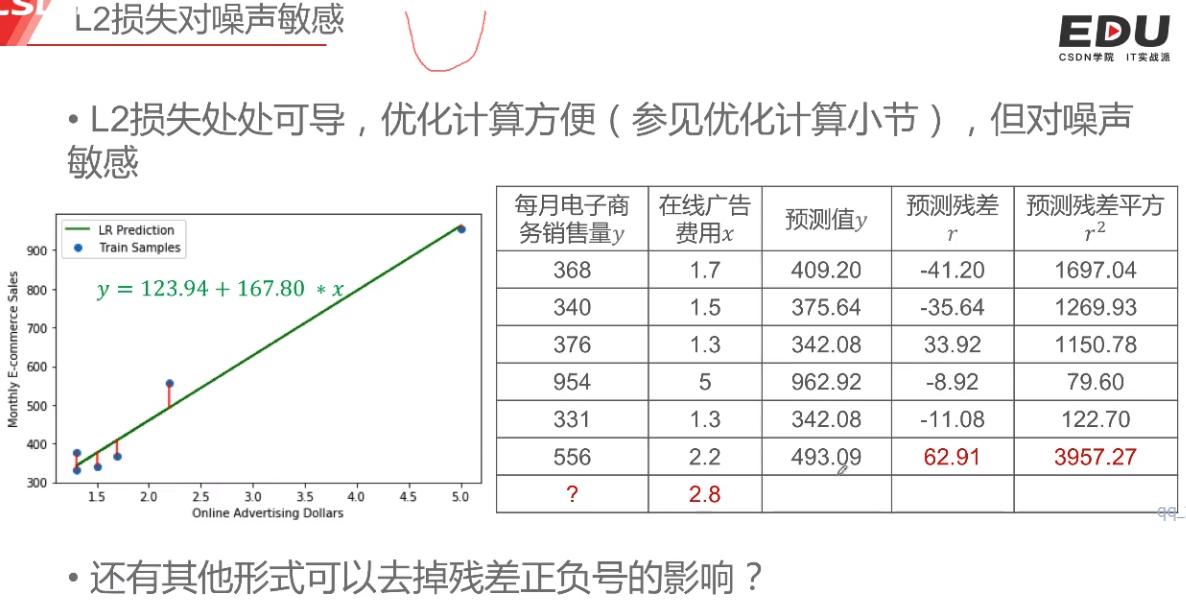 CSD
L2损失对噪声敏感
EDU
CSDN学院 IT实战派
• L2损失处处可导，优化计算方便（参见优化计算小节），但对噪声
敏感
LR Prediction
Train Samples
y = 123.94 + 167.80 * x
Monthly E-commerce Sales
900
800
700
600
500
400
300
1.5 2.0 2.5 3.0 3.5 4.0 4.5 5.0
Online Advertising Dollars
每月电子商务销售量y 在线广告费用x 预测值y 预测残差r 预测残差平方r²
368 1.7 409.20 -41.20 1697.04
340 1.5 375.64 -35.64 1269.93
376 1.3 342.08 33.92 1150.78
954 5 962.92 -8.92 79.60
331 1.3 342.08 -11.08 122.70
556 2.2 493.09 62.91 3957.27
? 2.8
qq_
• 还有其他形式可以去掉残差正负号的影响？